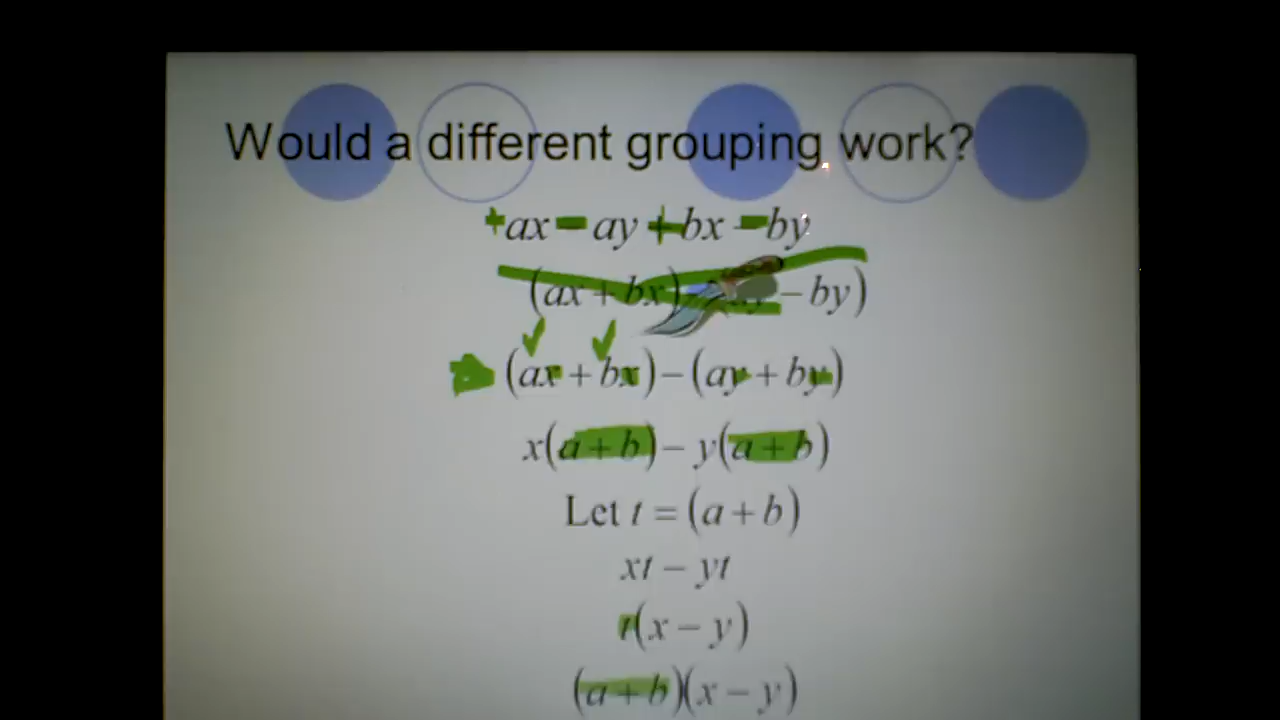 Would a different grouping work?
+ax - ay + bx - by
(ax + bx) - by)
(ax + bx) - (ay + by)
x(a + b) - y(a + b)
Let t = (a + b)
xt - yt
t(x - y)
(a + b)(x - y)